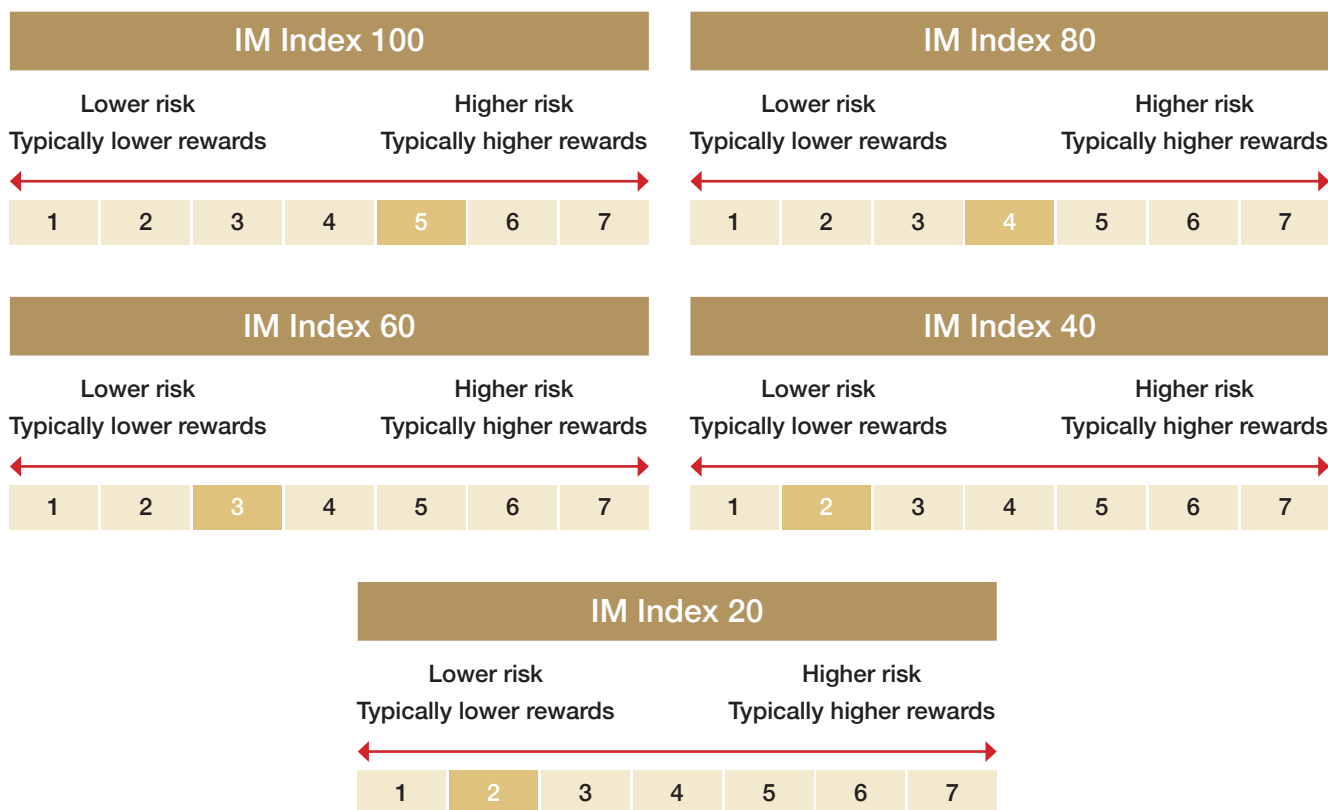 IM Index 100
Lower risk Higher risk
Typically lower rewards Typically higher rewards
1 2 3 4 5 6 7
IM Index 80
Lower risk Higher risk
Typically lower rewards Typically higher rewards
1 2 3 4 5 6 7
IM Index 60
Lower risk Higher risk
Typically lower rewards Typically higher rewards
1 2 3 4 5 6 7
IM Index 40
Lower risk Higher risk
Typically lower rewards Typically higher rewards
1 2 3 4 5 6 7
IM Index 20
Lower risk Higher risk
Typically lower rewards Typically higher rewards
1 2 3 4 5 6 7